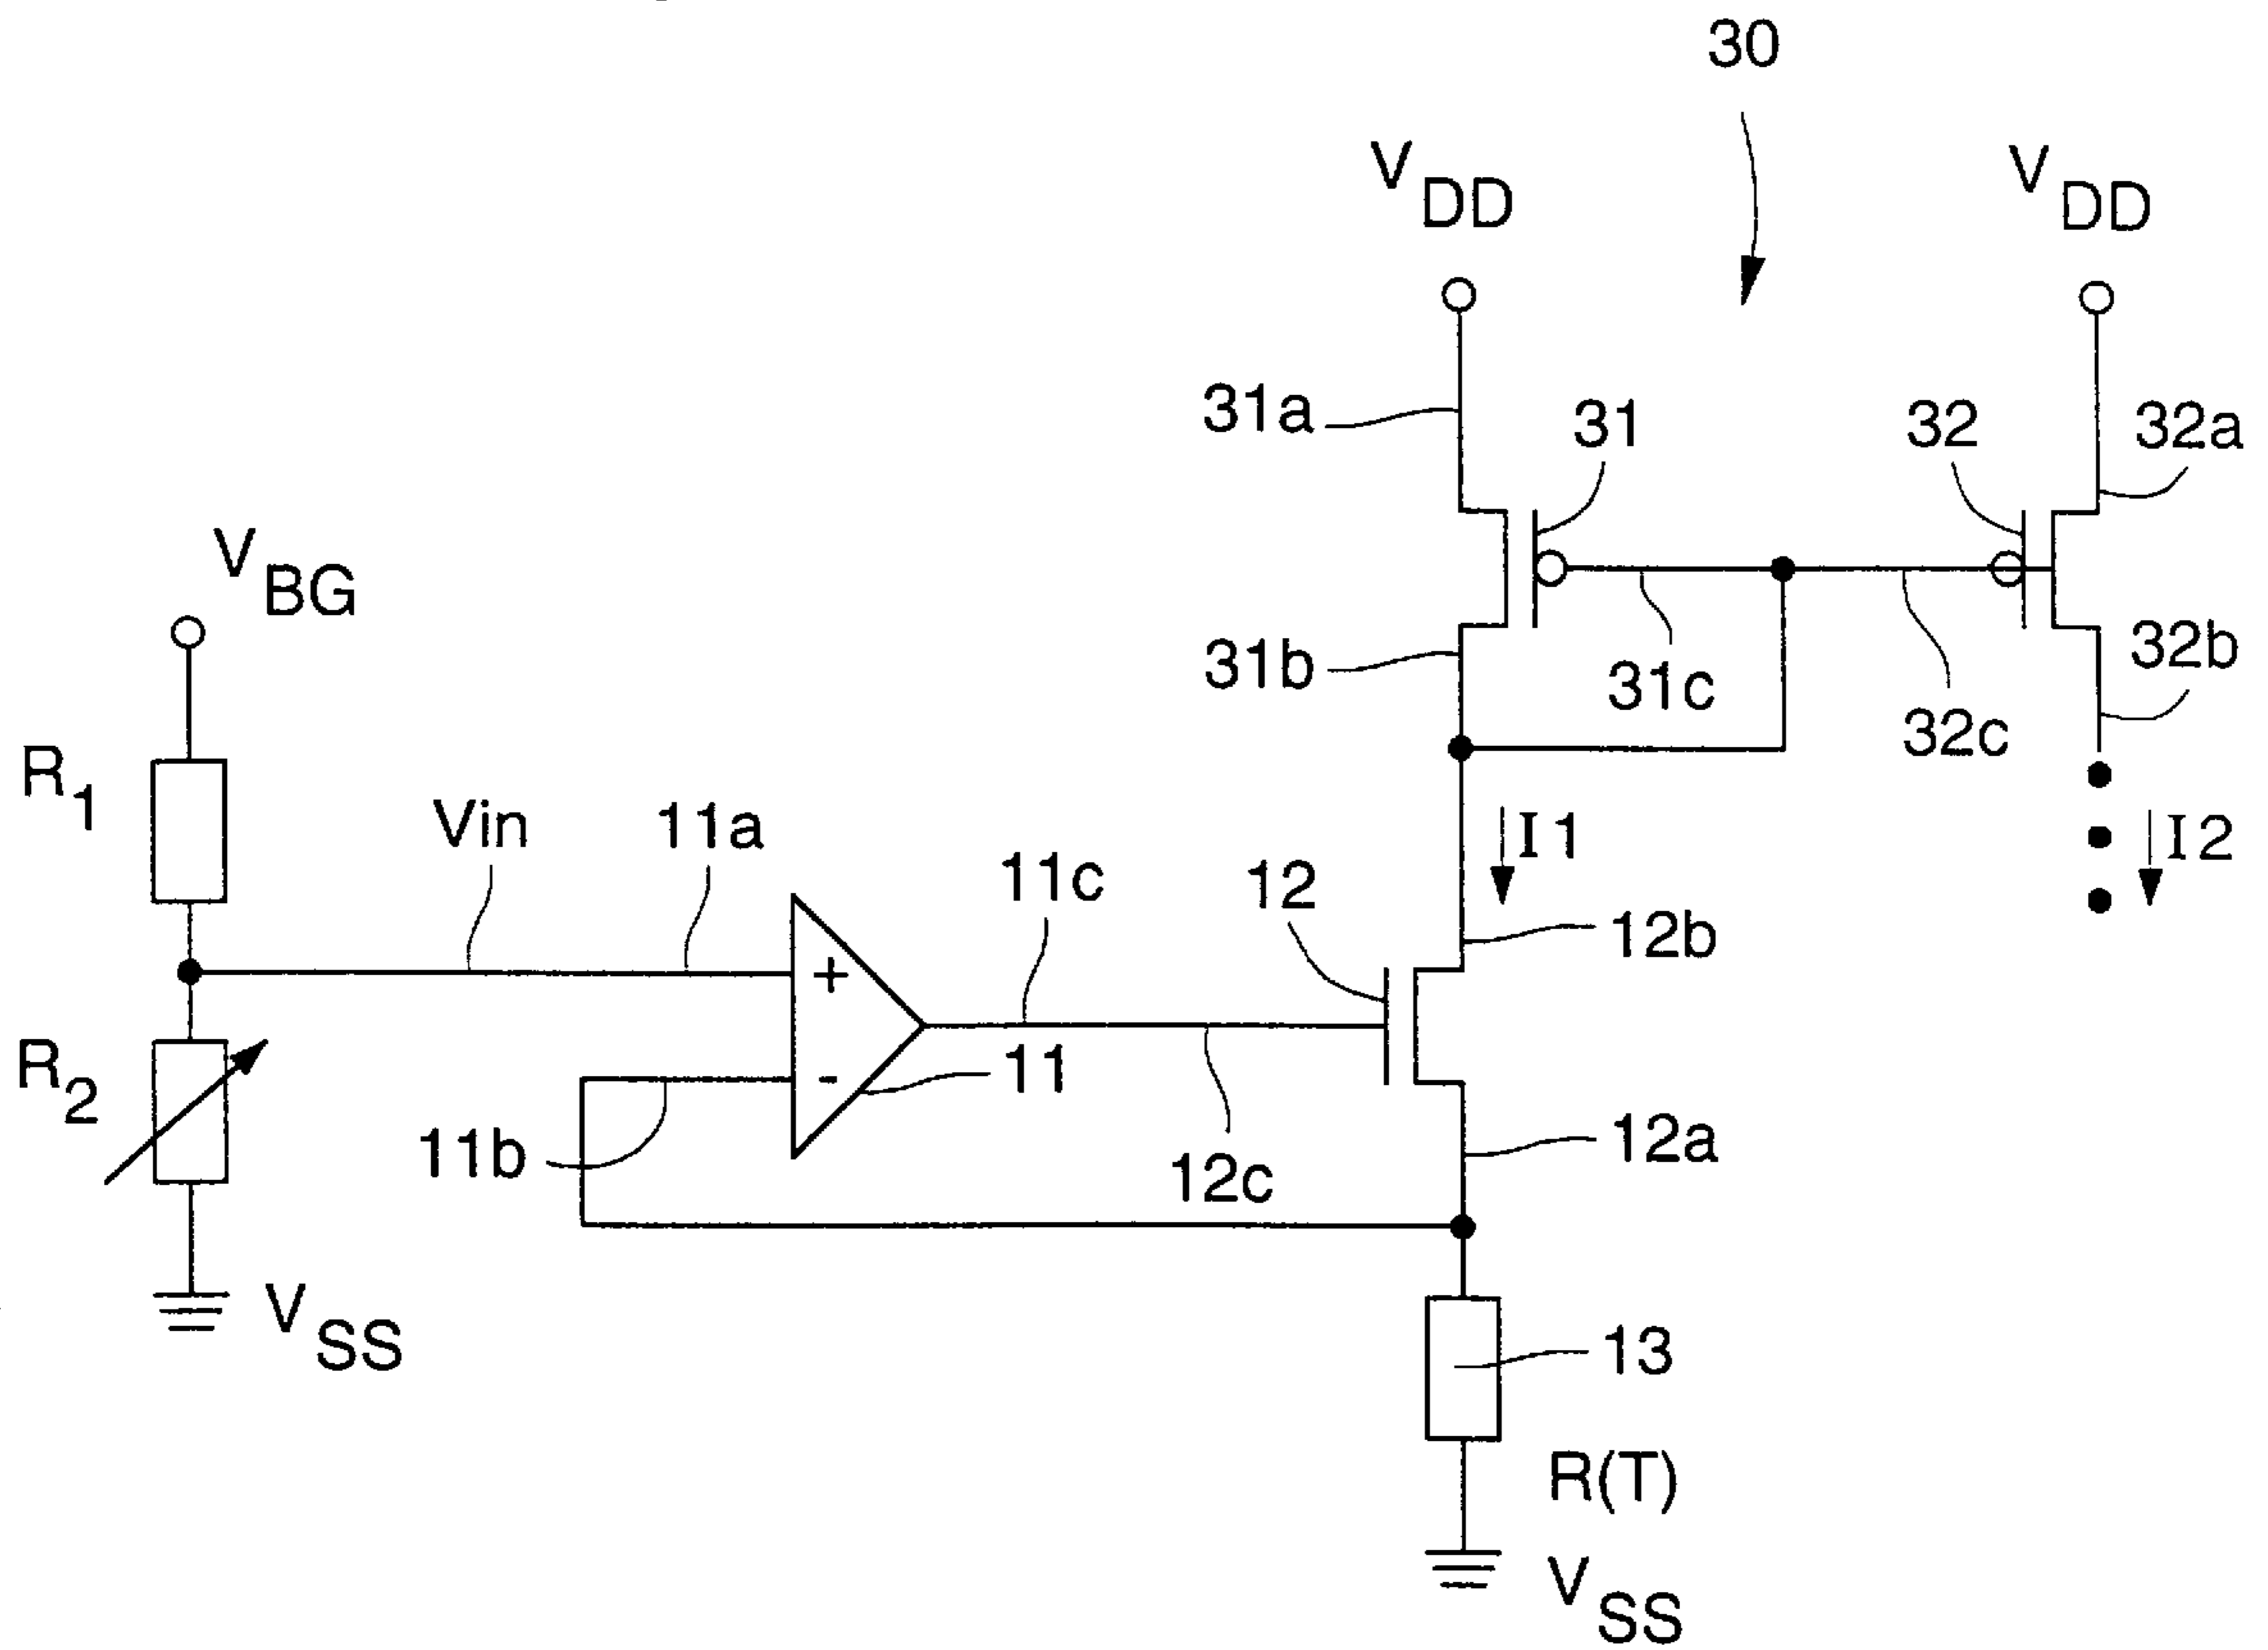 30
VDD
VDD
31a
31
32
32a
VBG
31b
31c
32c
32b
R1
Vin
11a
11c
12
I1
I2
12b
+
R2
-
11
11b
12c
12a
VSS
13
R(T)
VSS